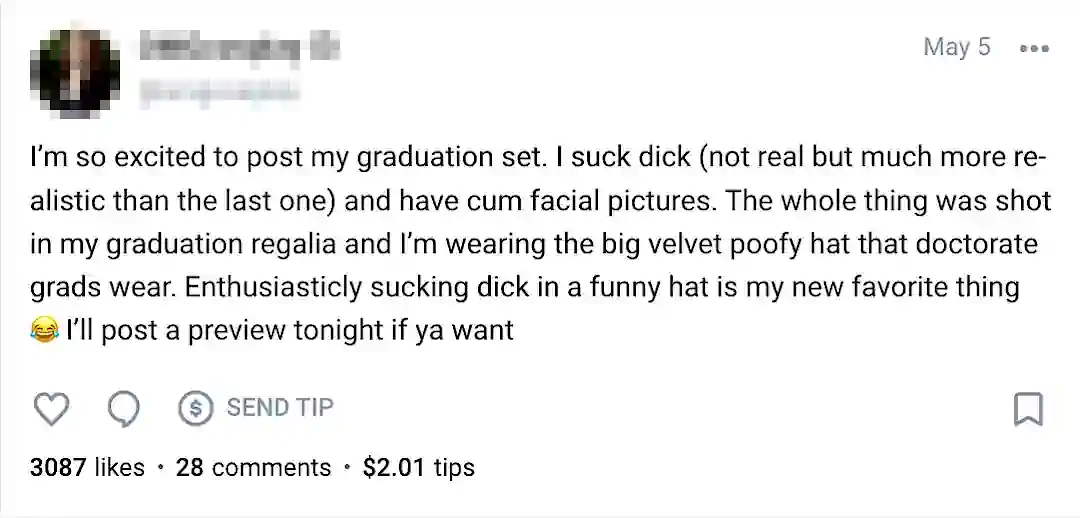 May 5
I’m so excited to post my graduation set. I suck dick (not real but much more re-
alistic than the last one) and have cum facial pictures. The whole thing was shot
in my graduation regalia and I’m wearing the big velvet poofy hat that doctorate
grads wear. Enthusiasticly sucking dick in a funny hat is my new favorite thing
😂 I’ll post a preview tonight if ya want
SEND TIP
3087 likes • 28 comments • $2.01 tips